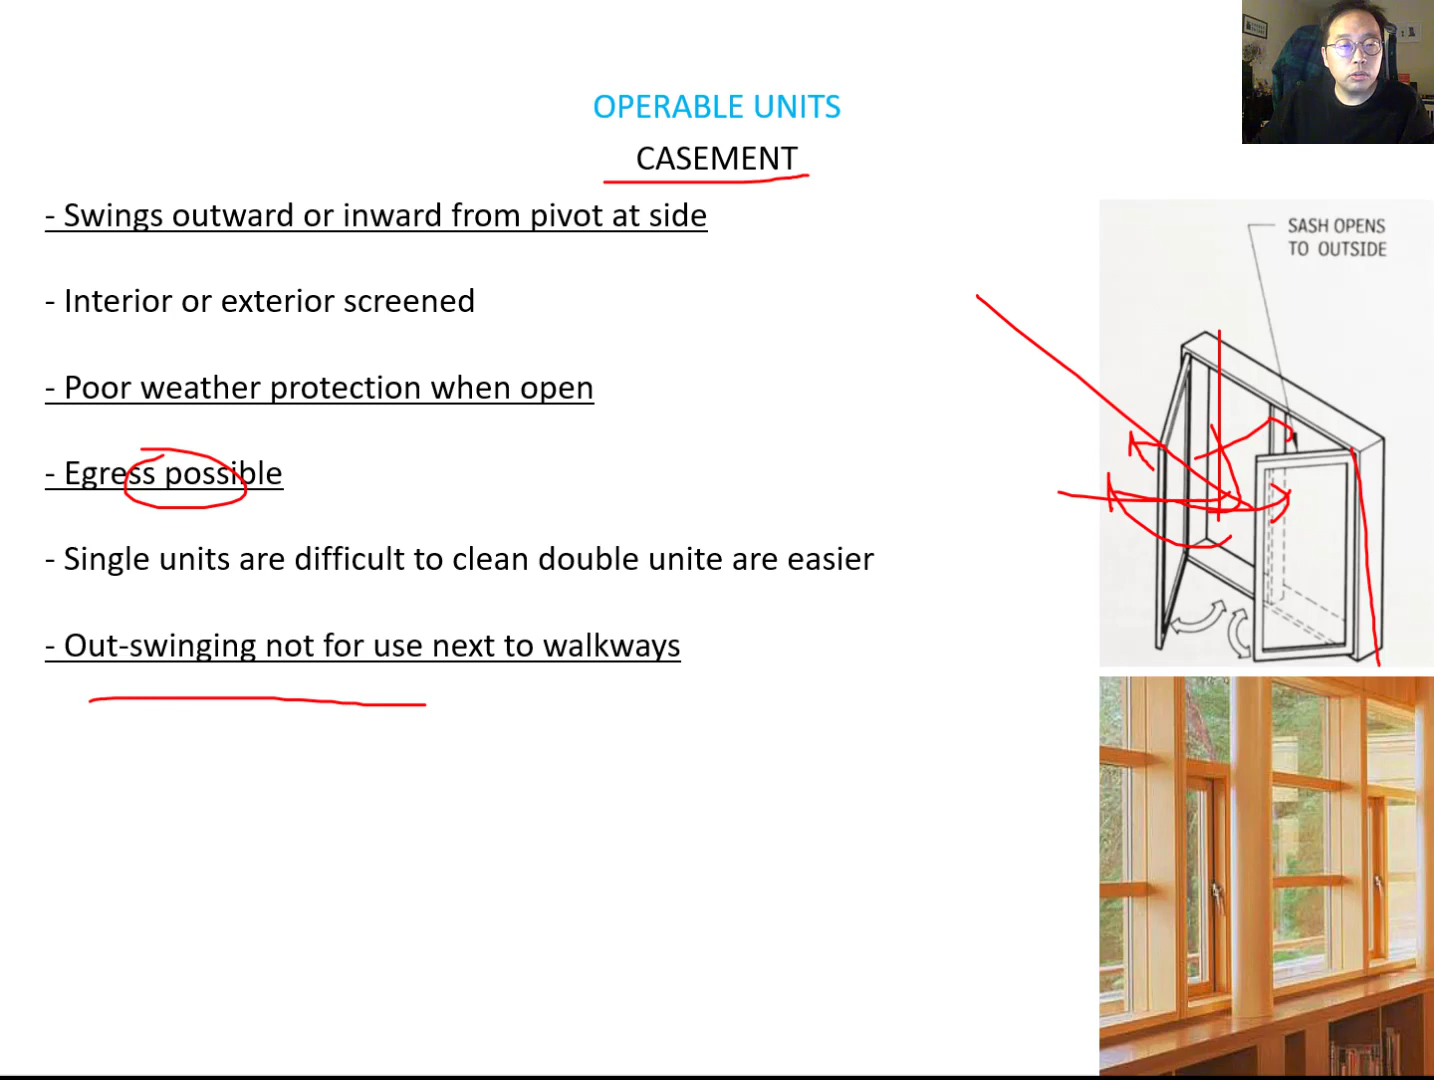 OPERABLE UNITS
CASEMENT
- Swings outward or inward from pivot at side
- Interior or exterior screened
- Poor weather protection when open
- Egress possible
- Single units are difficult to clean double unite are easier
- Out-swinging not for use next to walkways
SASH OPENS
TO OUTSIDE